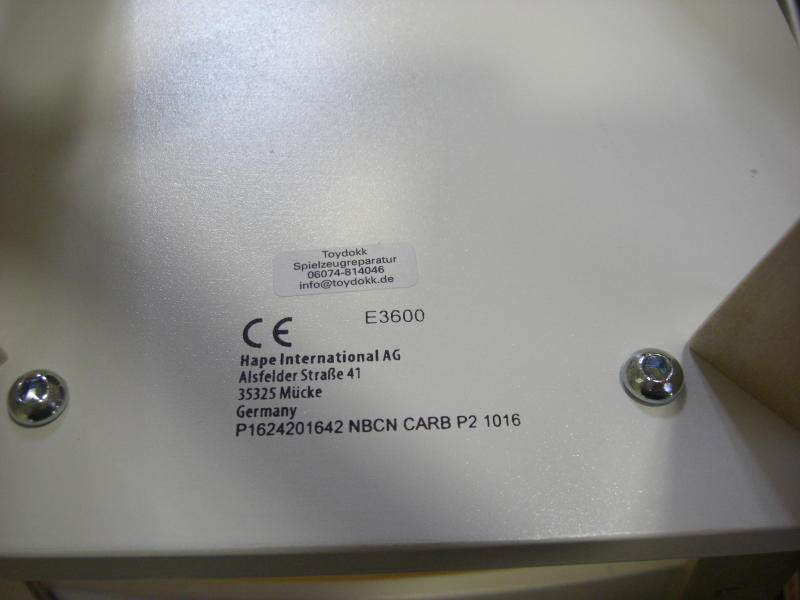 Toydokk
Spielzeugreparatur
06074-814046
info@toydokk.de
CE E3600
Hape International AG
Alsfelder Straße 41
35325 Mücke
Germany
P1624201642 NBCN CARB P2 1016